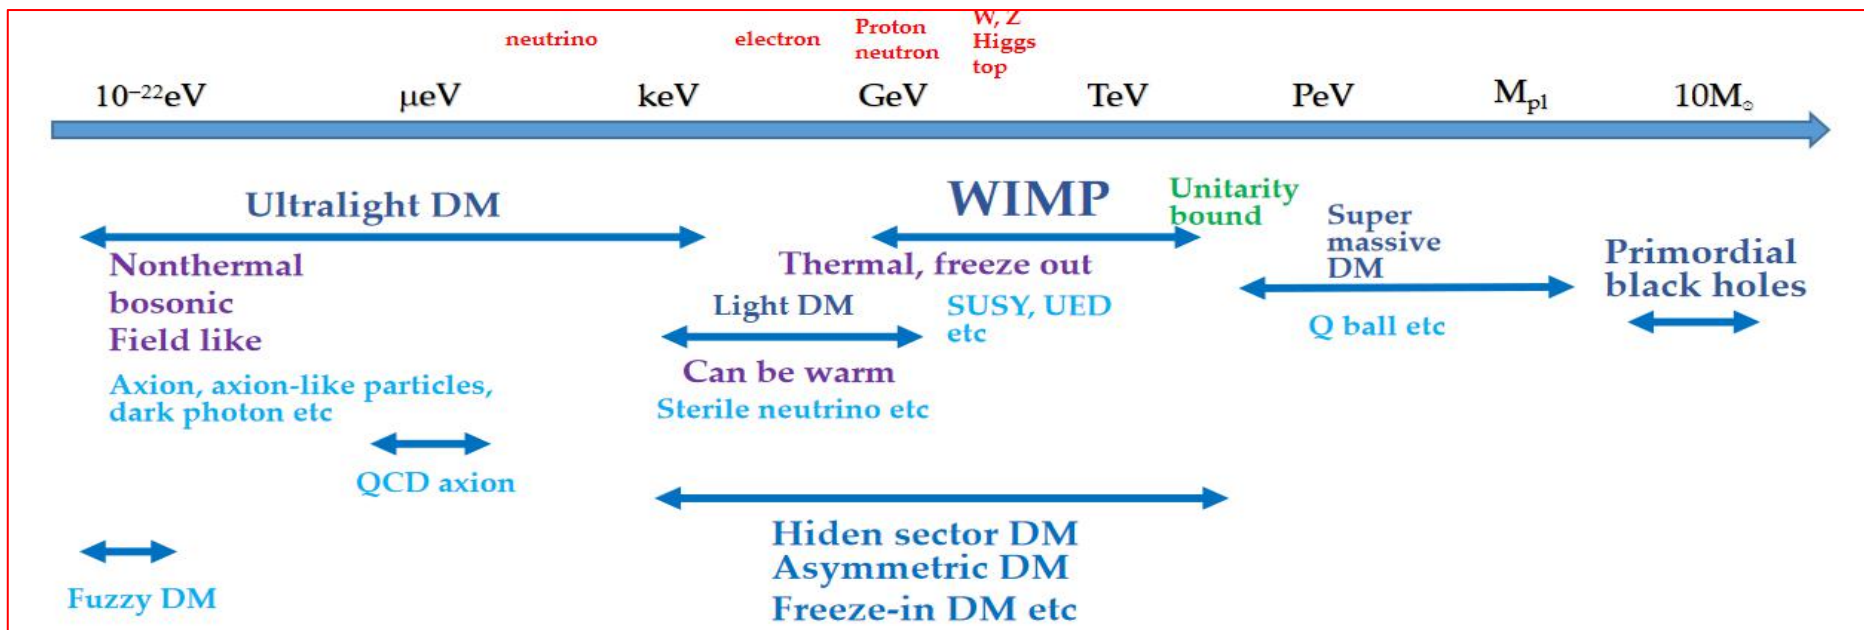 neutrino
electron
Proton
neutron
W, Z
Higgs
top
10⁻²²eV
μeV
keV
GeV
TeV
PeV
Mₚₗ
10M☉
Ultralight DM
WIMP
Unitarity
bound
Super
massive
DM
Primordial
black holes
Nonthermal
bosonic
Field like
Thermal, freeze out
Light DM
SUSY, UED
etc
Q ball etc
Can be warm
Axion, axion-like particles,
dark photon etc
Sterile neutrino etc
QCD axion
Hiden sector DM
Asymmetric DM
Freeze-in DM etc
Fuzzy DM